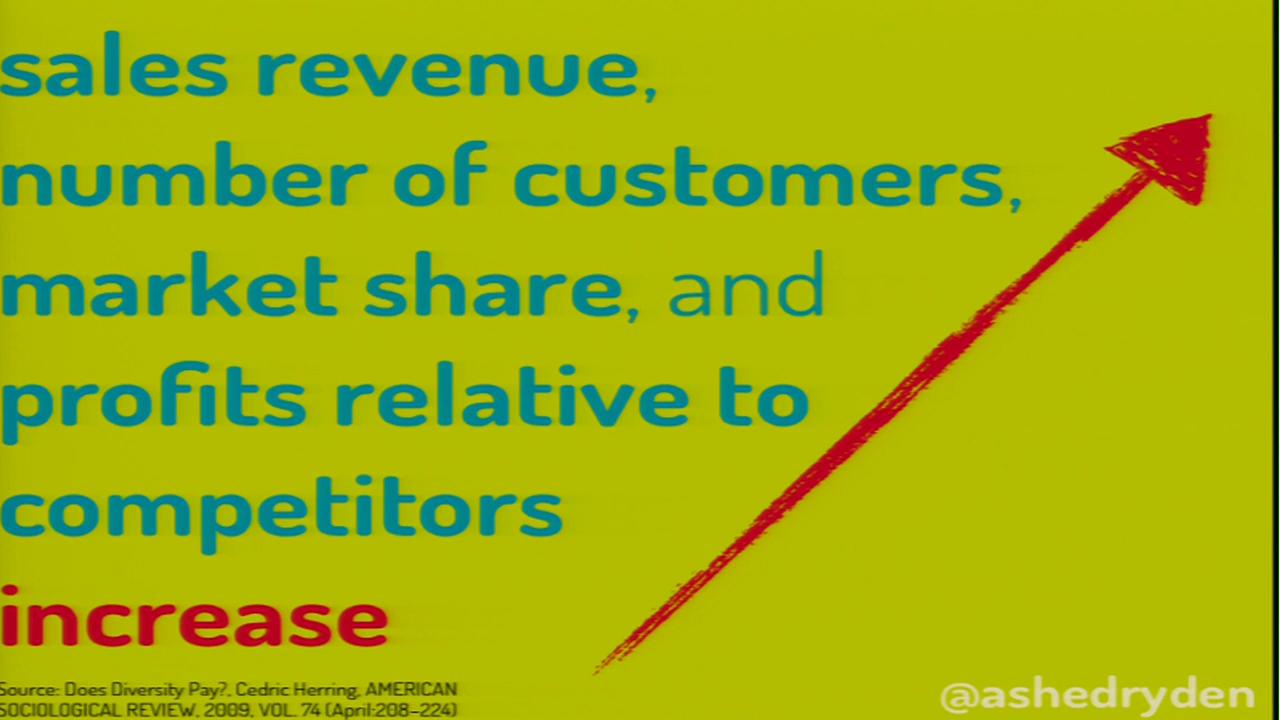 sales revenue,
number of customers,
market share, and
profits relative to
competitors
increase
Source: Does Diversity Pay?, Cedric Herring, AMERICAN
SOCIOLOGICAL REVIEW, 2009, VOL. 74 (April:208-224)
@ashedryden